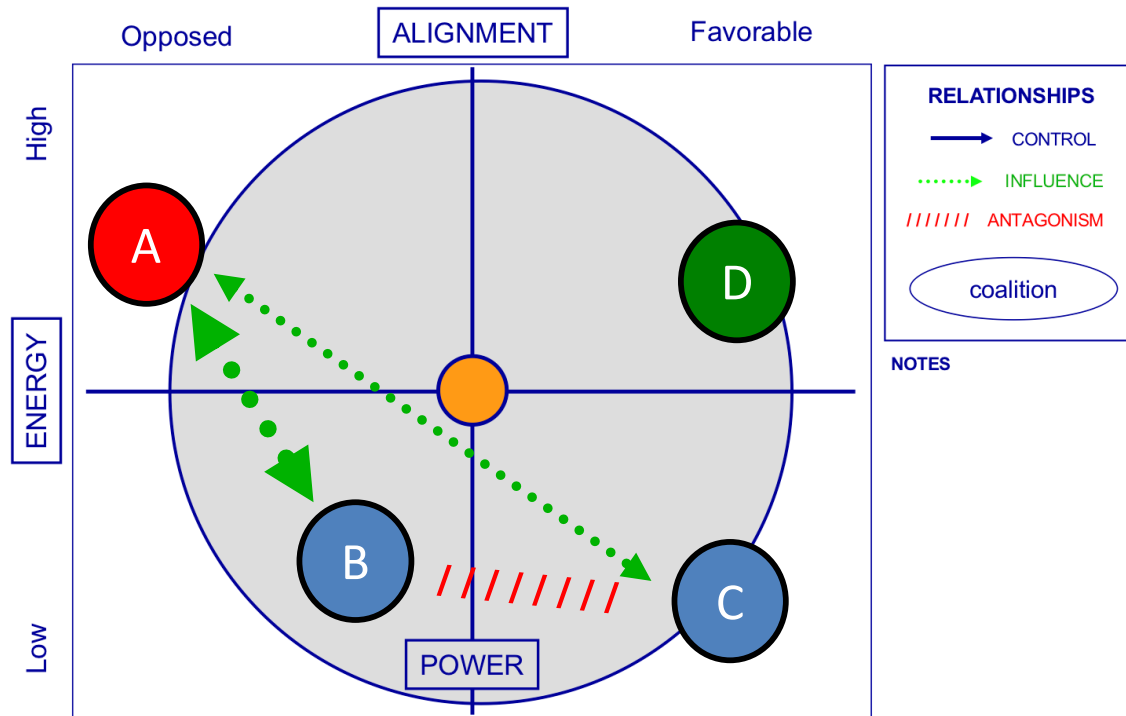 Opposed
ALIGNMENT
Favorable
High
ENERGY
Low
A
D
B
C
POWER
RELATIONSHIPS
CONTROL
INFLUENCE
ANTAGONISM
coalition
NOTES